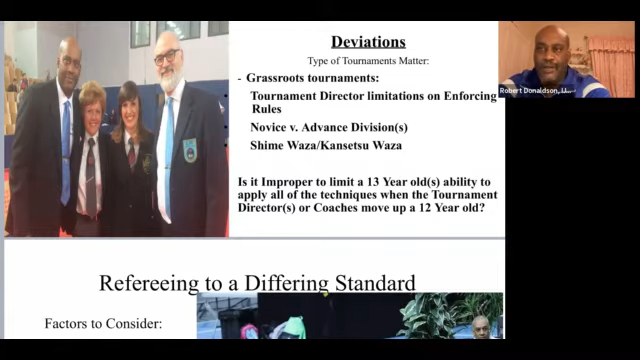 Deviations
Type of Tournaments Matter:
- Grassroots tournaments:
Tournament Director limitations on Enforcing
Rules
Novice v. Advance Division(s)
Shime Waza/Kansetsu Waza
Is it Improper to limit a 13 Year old(s) ability to
apply all of the techniques when the Tournament
Director(s) or Coaches move up a 12 Year old?
Robert Donaldson, IJ...
Refereeing to a Differing Standard
Factors to Consider: